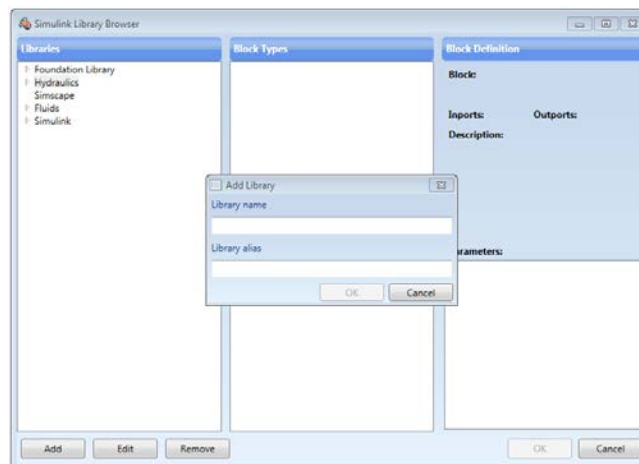 Simulink Library Browser
Libraries
Block Types
Block Definition
Foundation Library
Hydraulics
Simscape
Fluids
Simulink
Block:
Inports: Outports:
Description:
Add Library
Library name
Library alias
OK Cancel
Add Edit Remove
OK Cancel